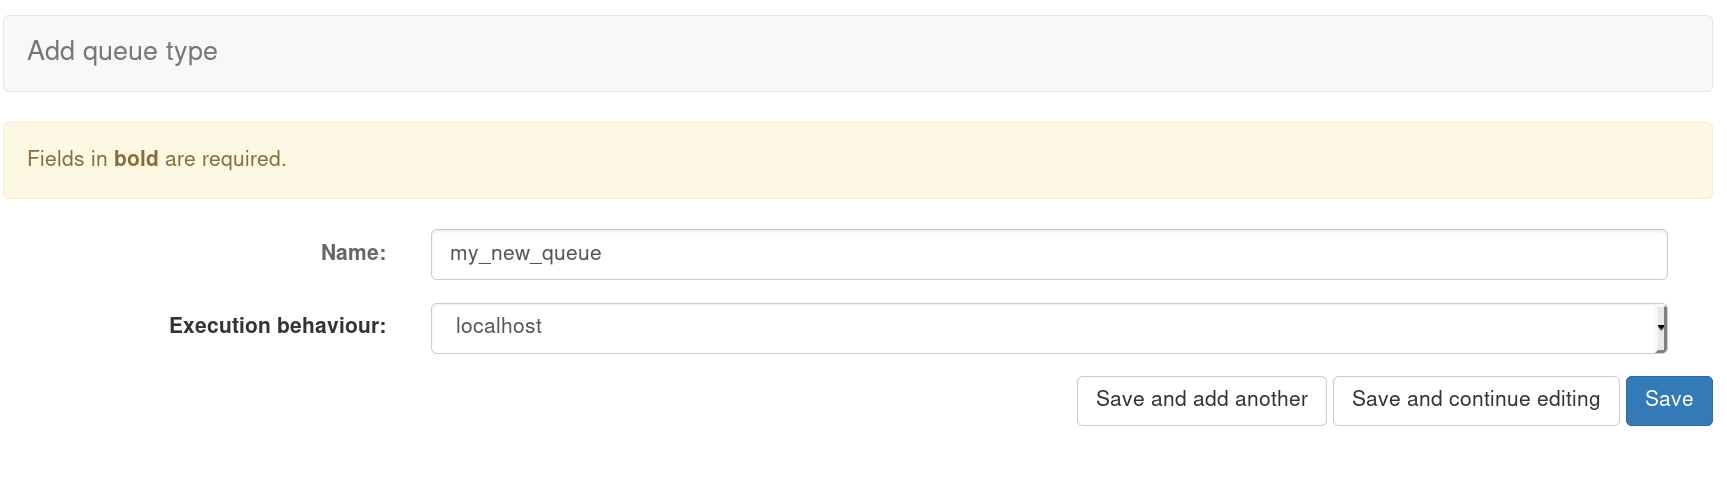 Add queue type
Fields in bold are required.
Name: my_new_queue
Execution behaviour: localhost
Save and add another Save and continue editing Save